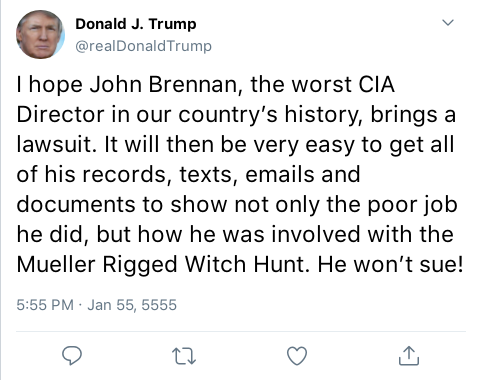 Donald J. Trump
@realDonaldTrump
I hope John Brennan, the worst CIA
Director in our country’s history, brings a
lawsuit. It will then be very easy to get all
of his records, texts, emails and
documents to show not only the poor job
he did, but how he was involved with the
Mueller Rigged Witch Hunt. He won’t sue!
5:55 PM · Jan 55, 5555